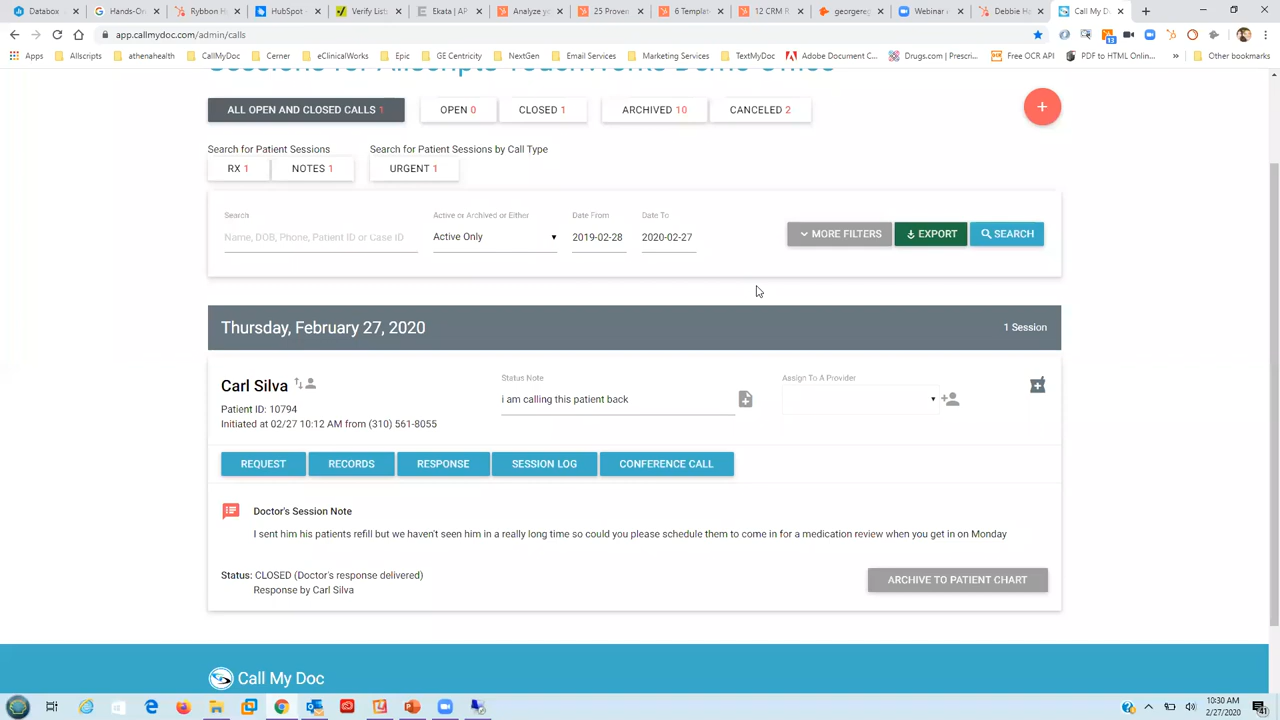 Databox
Hands-On
Rybbon H
HubSpot
Verify List
Ekata | AP
Analyze yo
25 Proven
6 Templat
12 CRM R
georgereg
Webinar
Debbie Ha
Call My D
app.callmydoc.com/admin/calls
13
Apps
Allscripts
athenahealth
CallMyDoc
Cerner
eClinicalWorks
Epic
GE Centricity
NextGen
Email Services
Marketing Services
TextMyDoc
Adobe Document C...
Drugs.com | Prescri...
Free OCR API
PDF to HTML Onlin...
»
Other bookmarks
Sessions for Allscripts TouchWorks Demo Office
ALL OPEN AND CLOSED CALLS 1
OPEN 0
CLOSED 1
ARCHIVED 10
CANCELED 2
+
Search for Patient Sessions
Search for Patient Sessions by Call Type
RX 1
NOTES 1
URGENT 1
Search
Active or Archived or Either
Date From
Date To
Name, DOB, Phone, Patient ID or Case ID
Active Only
2019-02-28
2020-02-27
MORE FILTERS
EXPORT
SEARCH
Thursday, February 27, 2020
1 Session
Carl Silva
Status Note
Assign To A Provider
i am calling this patient back
Patient ID: 10794
Initiated at 02/27 10:12 AM from (310) 561-8055
REQUEST
RECORDS
RESPONSE
SESSION LOG
CONFERENCE CALL
Doctor's Session Note
I sent him his patients refill but we haven't seen him in a really long time so could you please schedule them to come in for a medication review when you get in on Monday
Status: CLOSED (Doctor's response delivered)
Response by Carl Silva
ARCHIVE TO PATIENT CHART
Call My Doc
10:30 AM
2/27/2020